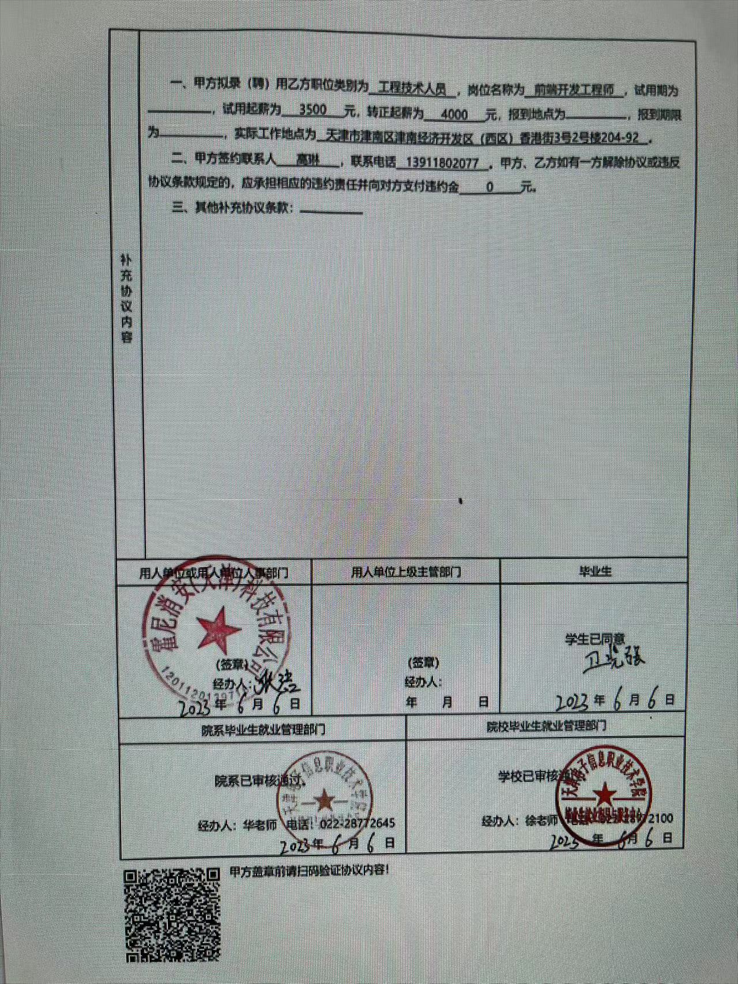 一、甲方拟录（聘）用乙方职位类别为 工程技术人员 ，岗位名称为 前端开发工程师 ，试用期为
，试用起薪为 3500 元，转正起薪为 4000 元，报到地点为 ，报到期限
为 ，实际工作地点为 天津市津南区津南经济开发区（西区）香港街3号2号楼204-92 。
二、甲方签约联系人 高琳 ，联系电话 13911802077 。甲方、乙方如有一方解除协议或违反
协议条款规定的，应承担相应的违约责任并向对方支付违约金 0 元。
三、其他补充协议条款：
补充协议内容
用人单位或用人单位人事部门
用人单位上级主管部门
毕业生
霍尼消安（天津）科技有限公司
（签章）
经办人：
2023 年 6 月 6 日
（签章）
经办人：
年 月 日
学生已同意
2023 年 6 月 6 日
院系毕业生就业管理部门
院校毕业生就业管理部门
院系已审核通过。
天津电子信息职业技术学院
经办人：华老师 电话：022-28772645
2023 年 6 月 6 日
学校已审核通过
天津电子信息职业技术学院
经办人：徐老师
2100
2023 年 6 月 6 日
甲方盖章前请扫码验证协议内容！